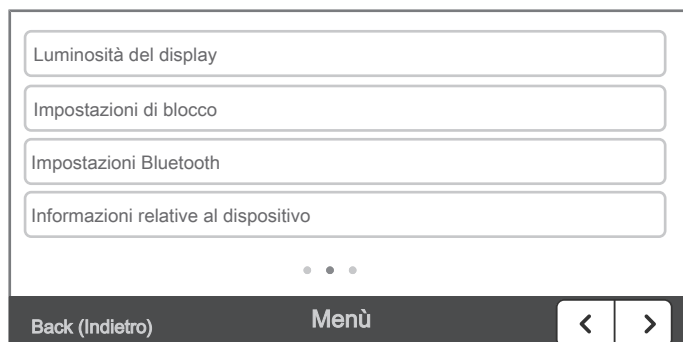 Luminosità del display
Impostazioni di blocco
Impostazioni Bluetooth
Informazioni relative al dispositivo
Back (Indietro)
Menù